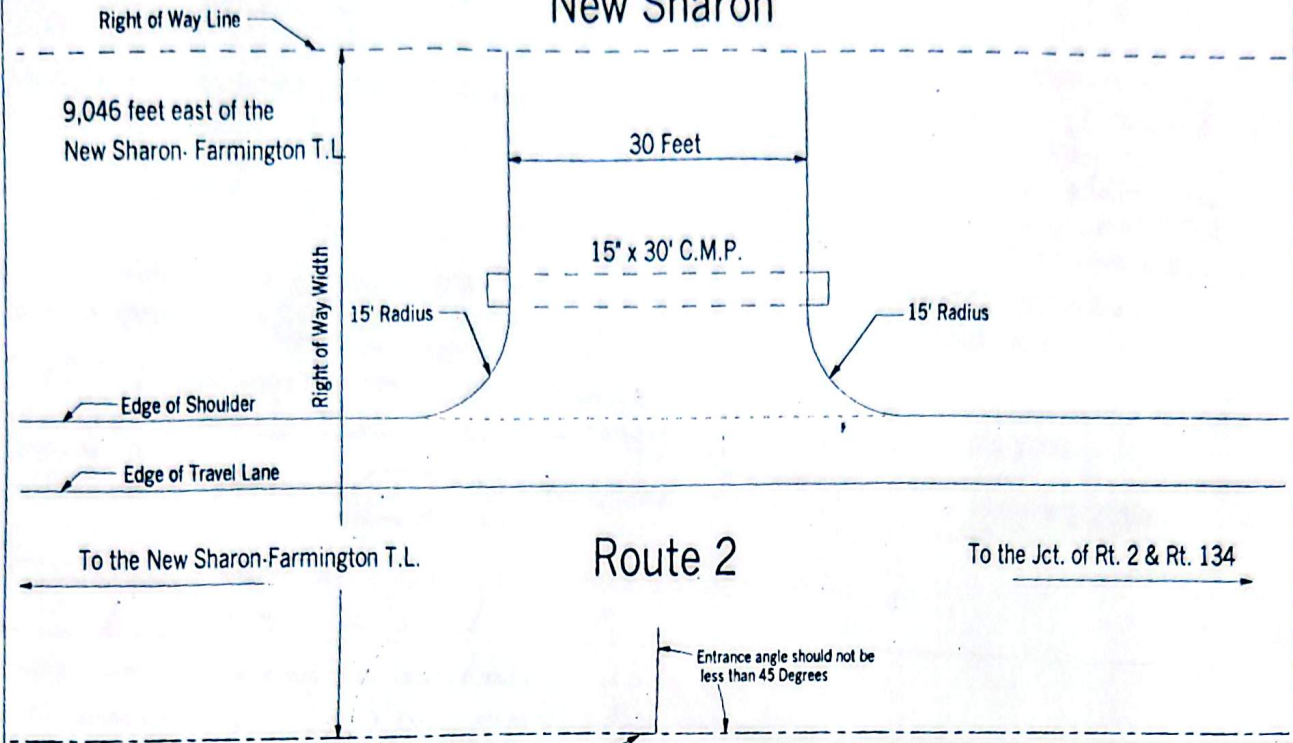 New Sharon
Right of Way Line
9,046 feet east of the
New Sharon- Farmington T.L
30 Feet
15" x 30' C.M.P.
Right of Way Width
15' Radius
15' Radius
Edge of Shoulder
Edge of Travel Lane
To the New Sharon-Farmington T.L.
Route 2
To the Jct. of Rt. 2 & Rt. 134
Entrance angle should not be
less than 45 Degrees